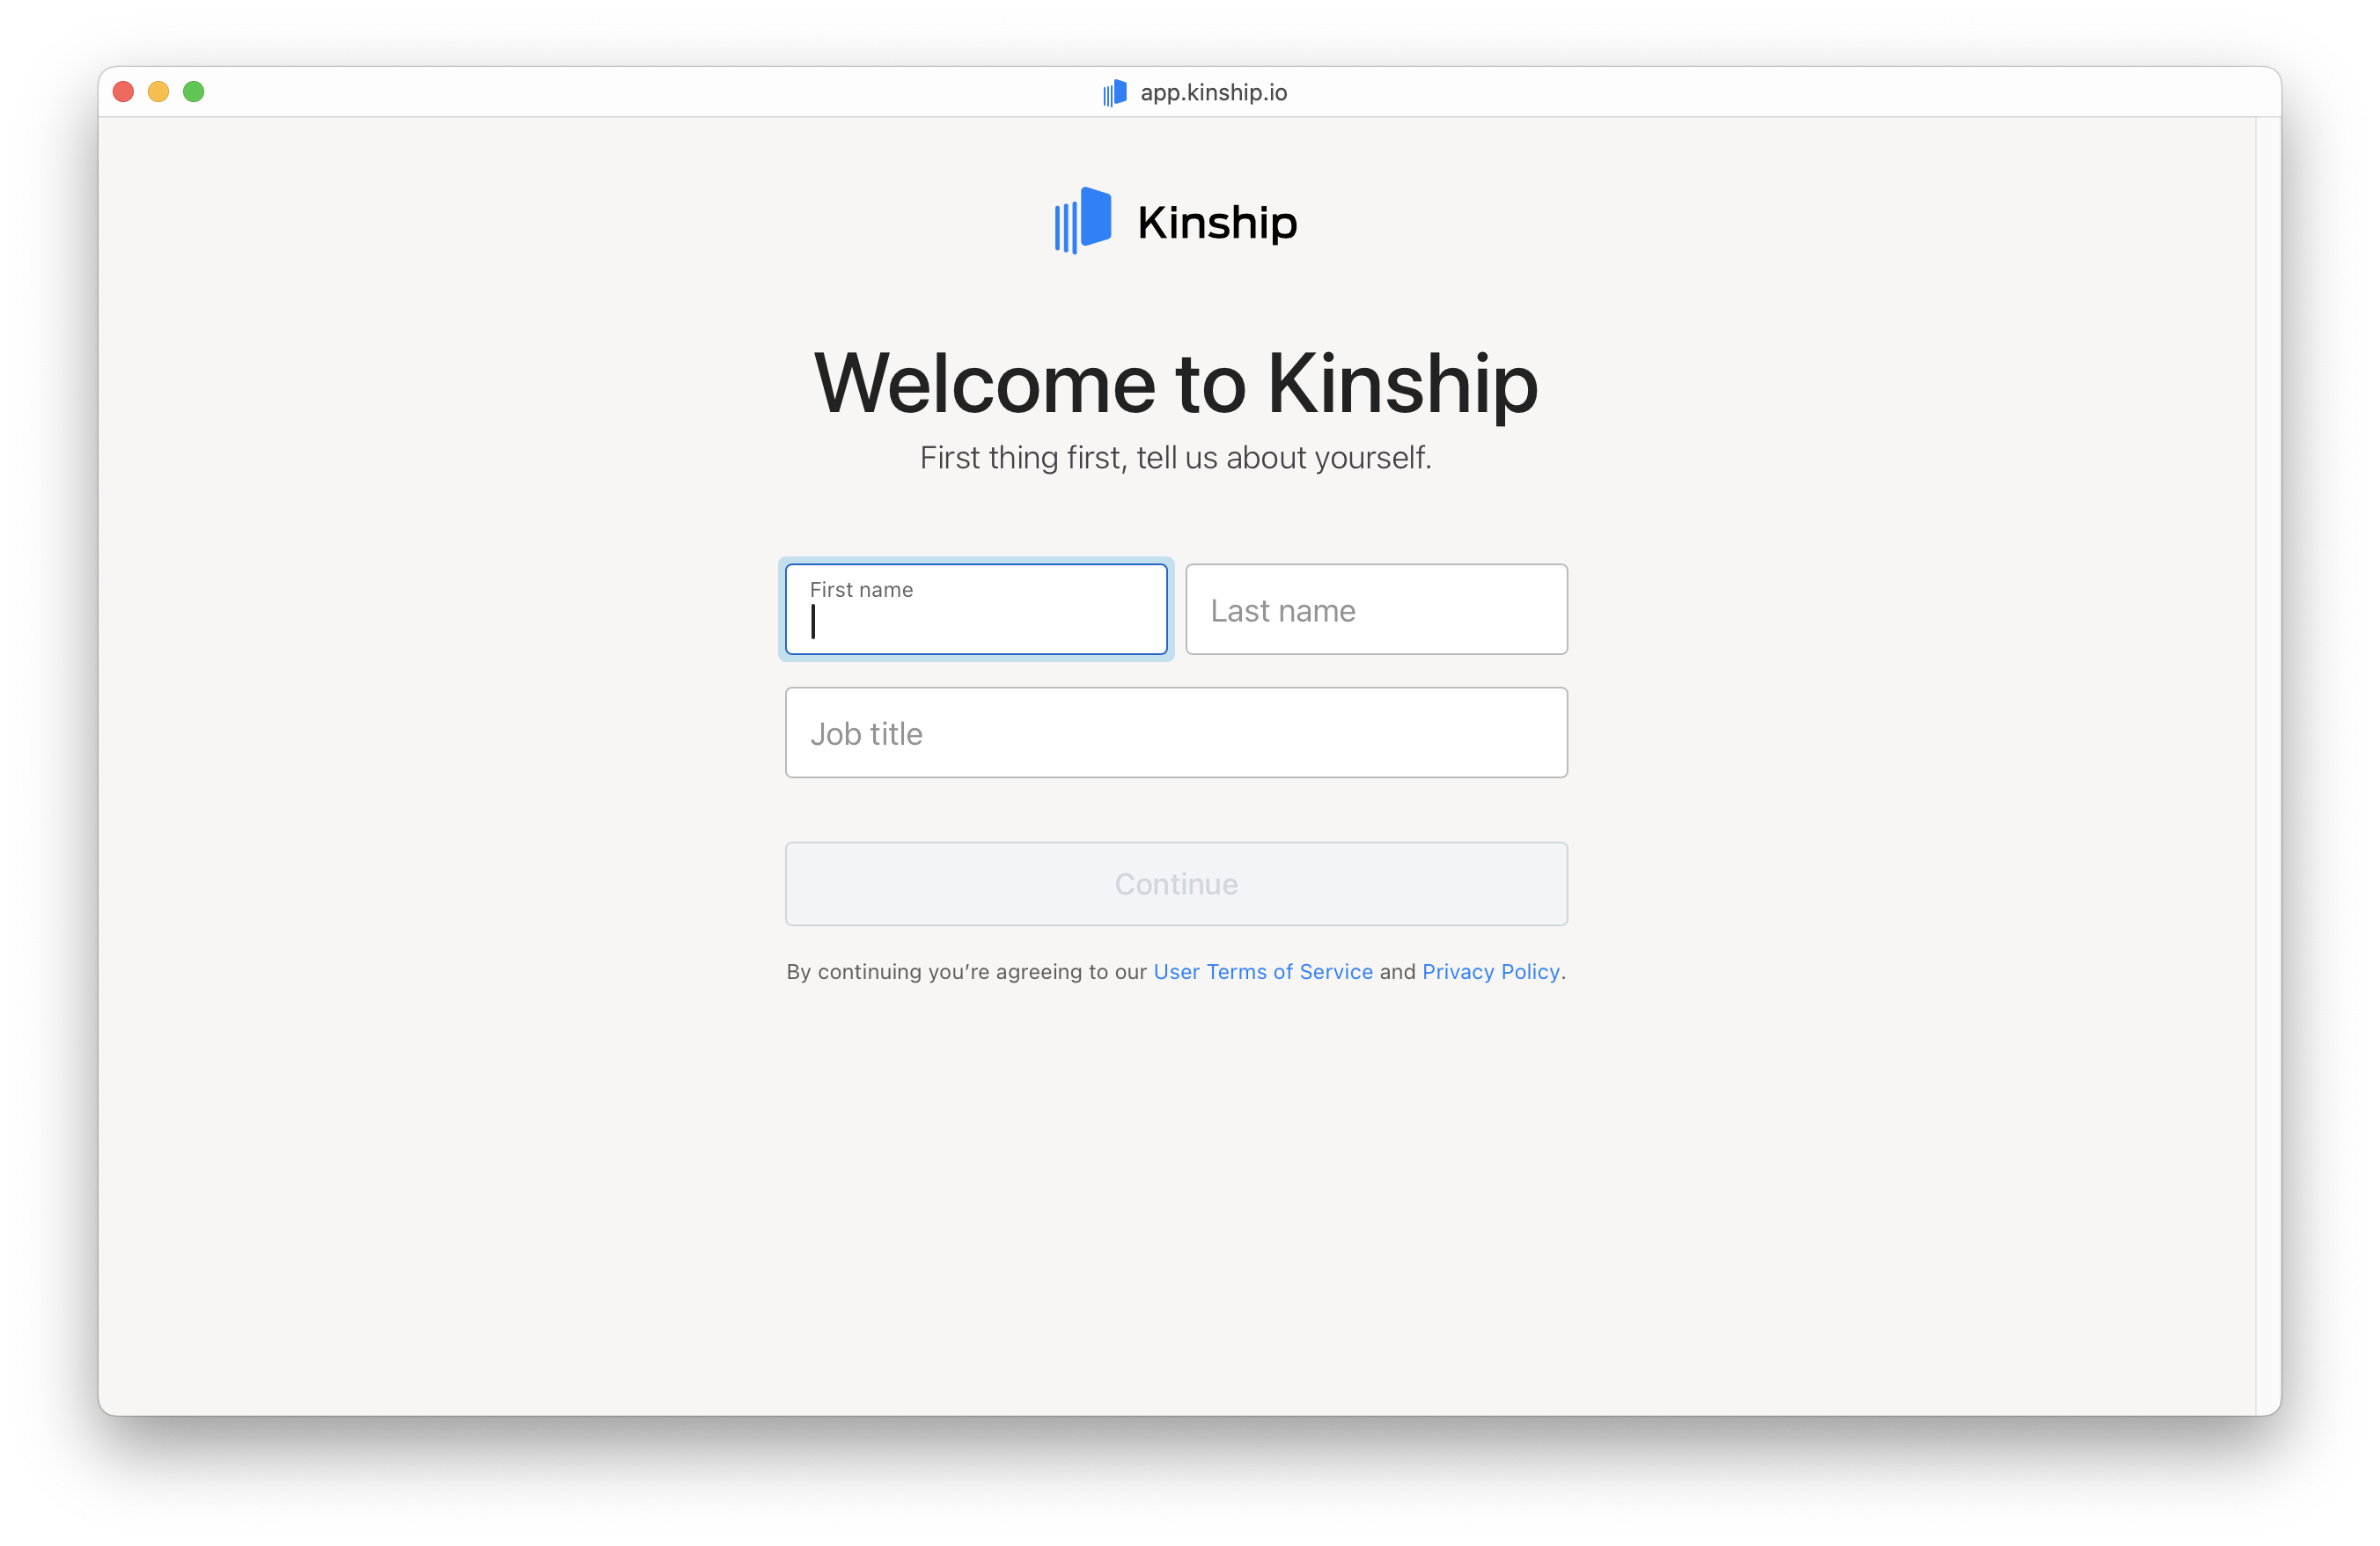 app.kinship.io
Kinship
Welcome to Kinship
First thing first, tell us about yourself.
First name
Last name
Job title
Continue
By continuing you’re agreeing to our User Terms of Service and Privacy Policy.